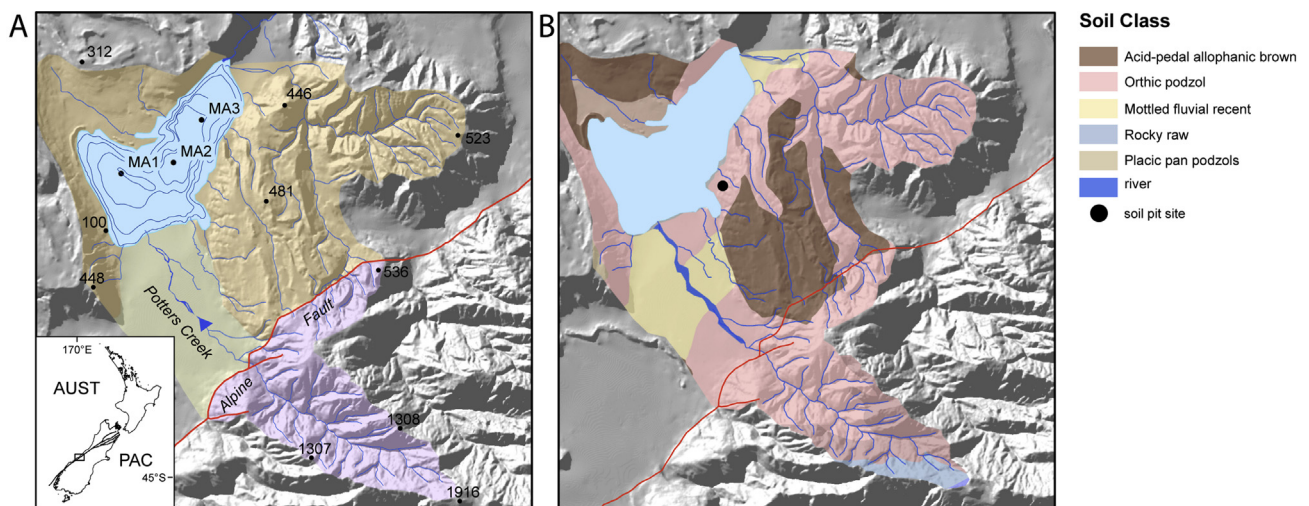 A
312
446
MA3
523
MA2
MA1
481
100
536
448
Potters Creek
Fault
Alpine
1308
1307
1916
170°E
AUST
PAC
45°S
B
Soil Class
Acid-pedal allophanic brown
Orthic podzol
Mottled fluvial recent
Rocky raw
Placic pan podzols
river
soil pit site